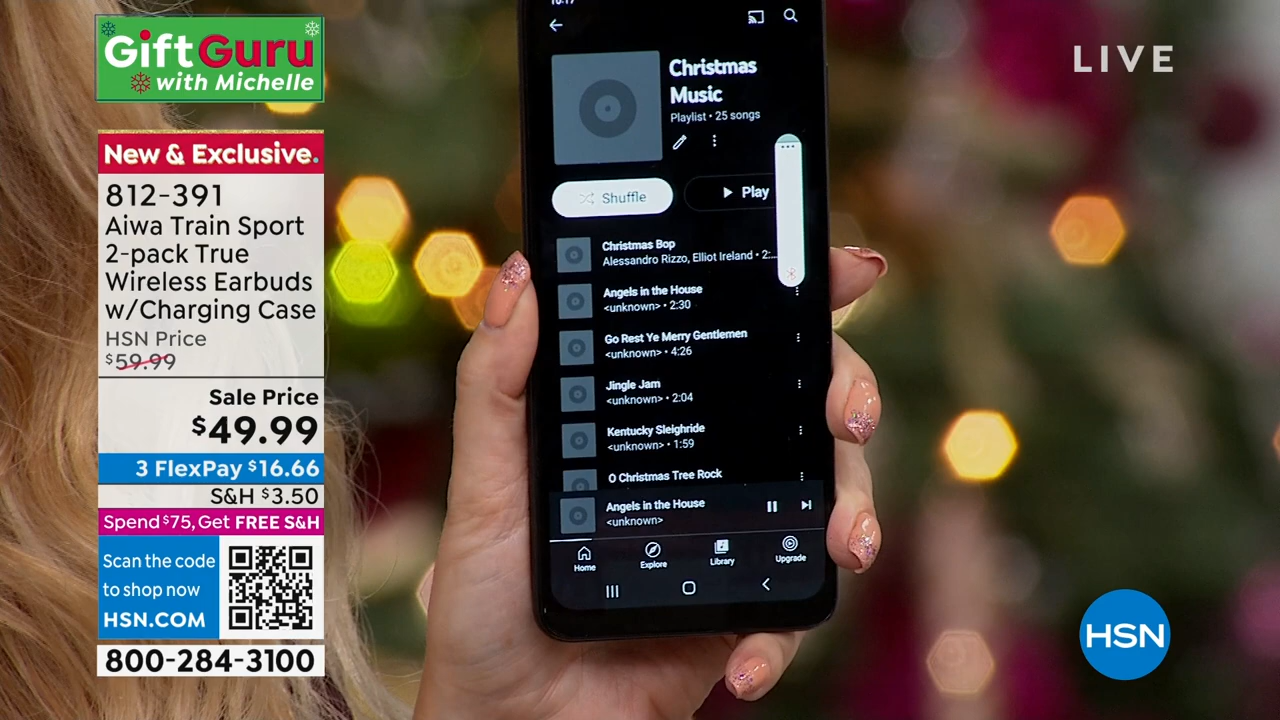 Gift Guru
with Michelle
New & Exclusive.
812-391
Aiwa Train Sport
2-pack True
Wireless Earbuds
w/Charging Case
HSN Price
$59.99
Sale Price
$49.99
3 FlexPay $16.66
S&H $3.50
Spend $75, Get FREE S&H
Scan the code
to shop now
HSN.COM
800-284-3100
Christmas
Music
Playlist • 25 songs
Shuffle
Play
Christmas Bop
Alessandro Rizzo, Elliot Ireland • 2:...
Angels in the House
<unknown> • 2:30
Go Rest Ye Merry Gentlemen
<unknown> • 4:26
Jingle Jam
<unknown> • 2:04
Kentucky Sleighride
<unknown> • 1:59
O Christmas Tree Rock
Angels in the House
<unknown>
Home Explore Library Upgrade
LIVE
HSN